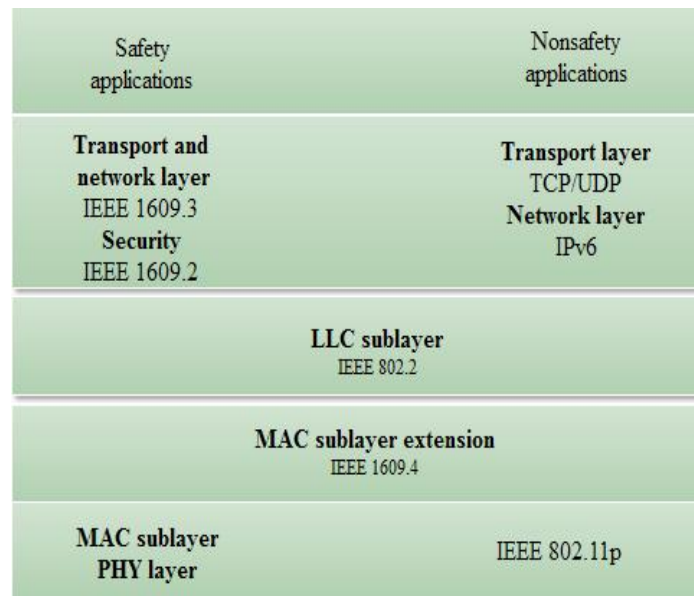 Safety
applications
Nonsafety
applications
Transport and
network layer
IEEE 1609.3
Security
IEEE 1609.2
Transport layer
TCP/UDP
Network layer
IPv6
LLC sublayer
IEEE 802.2
MAC sublayer extension
IEEE 1609.4
MAC sublayer
PHY layer
IEEE 802.11p